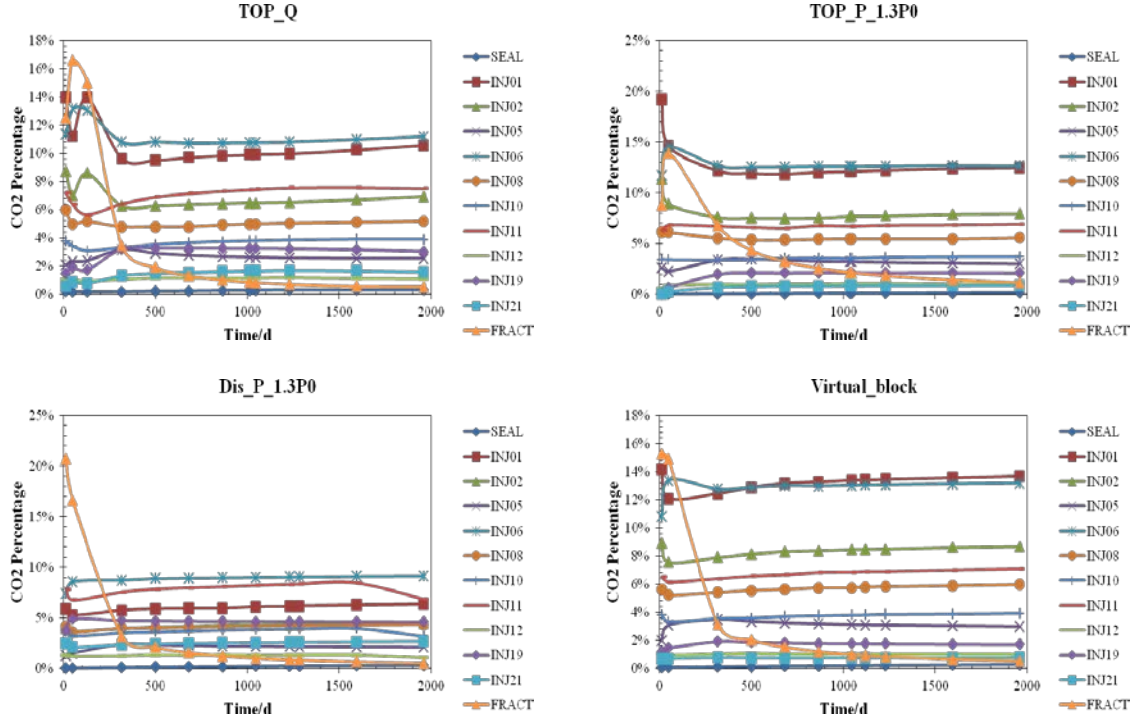 TOP_Q
18%
16%
14%
12%
10%
8%
6%
4%
2%
0%
CO2 Percentage
0 500 1000 1500 2000
Time/d
SEAL
INJ01
INJ02
INJ05
INJ06
INJ08
INJ10
INJ11
INJ12
INJ19
INJ21
FRACT
TOP_P_1.3P0
25%
20%
15%
10%
5%
0%
CO2 Percentage
0 500 1000 1500 2000
Time/d
SEAL
INJ01
INJ02
INJ05
INJ06
INJ08
INJ10
INJ11
INJ12
INJ19
INJ21
FRACT
Dis_P_1.3P0
25%
20%
15%
10%
5%
0%
CO2 Percentage
0 500 1000 1500 2000
Time/d
SEAL
INJ01
INJ02
INJ05
INJ06
INJ08
INJ10
INJ11
INJ12
INJ19
INJ21
FRACT
Virtual_block
18%
16%
14%
12%
10%
8%
6%
4%
2%
0%
CO2 Percentage
0 500 1000 1500 2000
Time/d
SEAL
INJ01
INJ02
INJ05
INJ06
INJ08
INJ10
INJ11
INJ12
INJ19
INJ21
FRACT